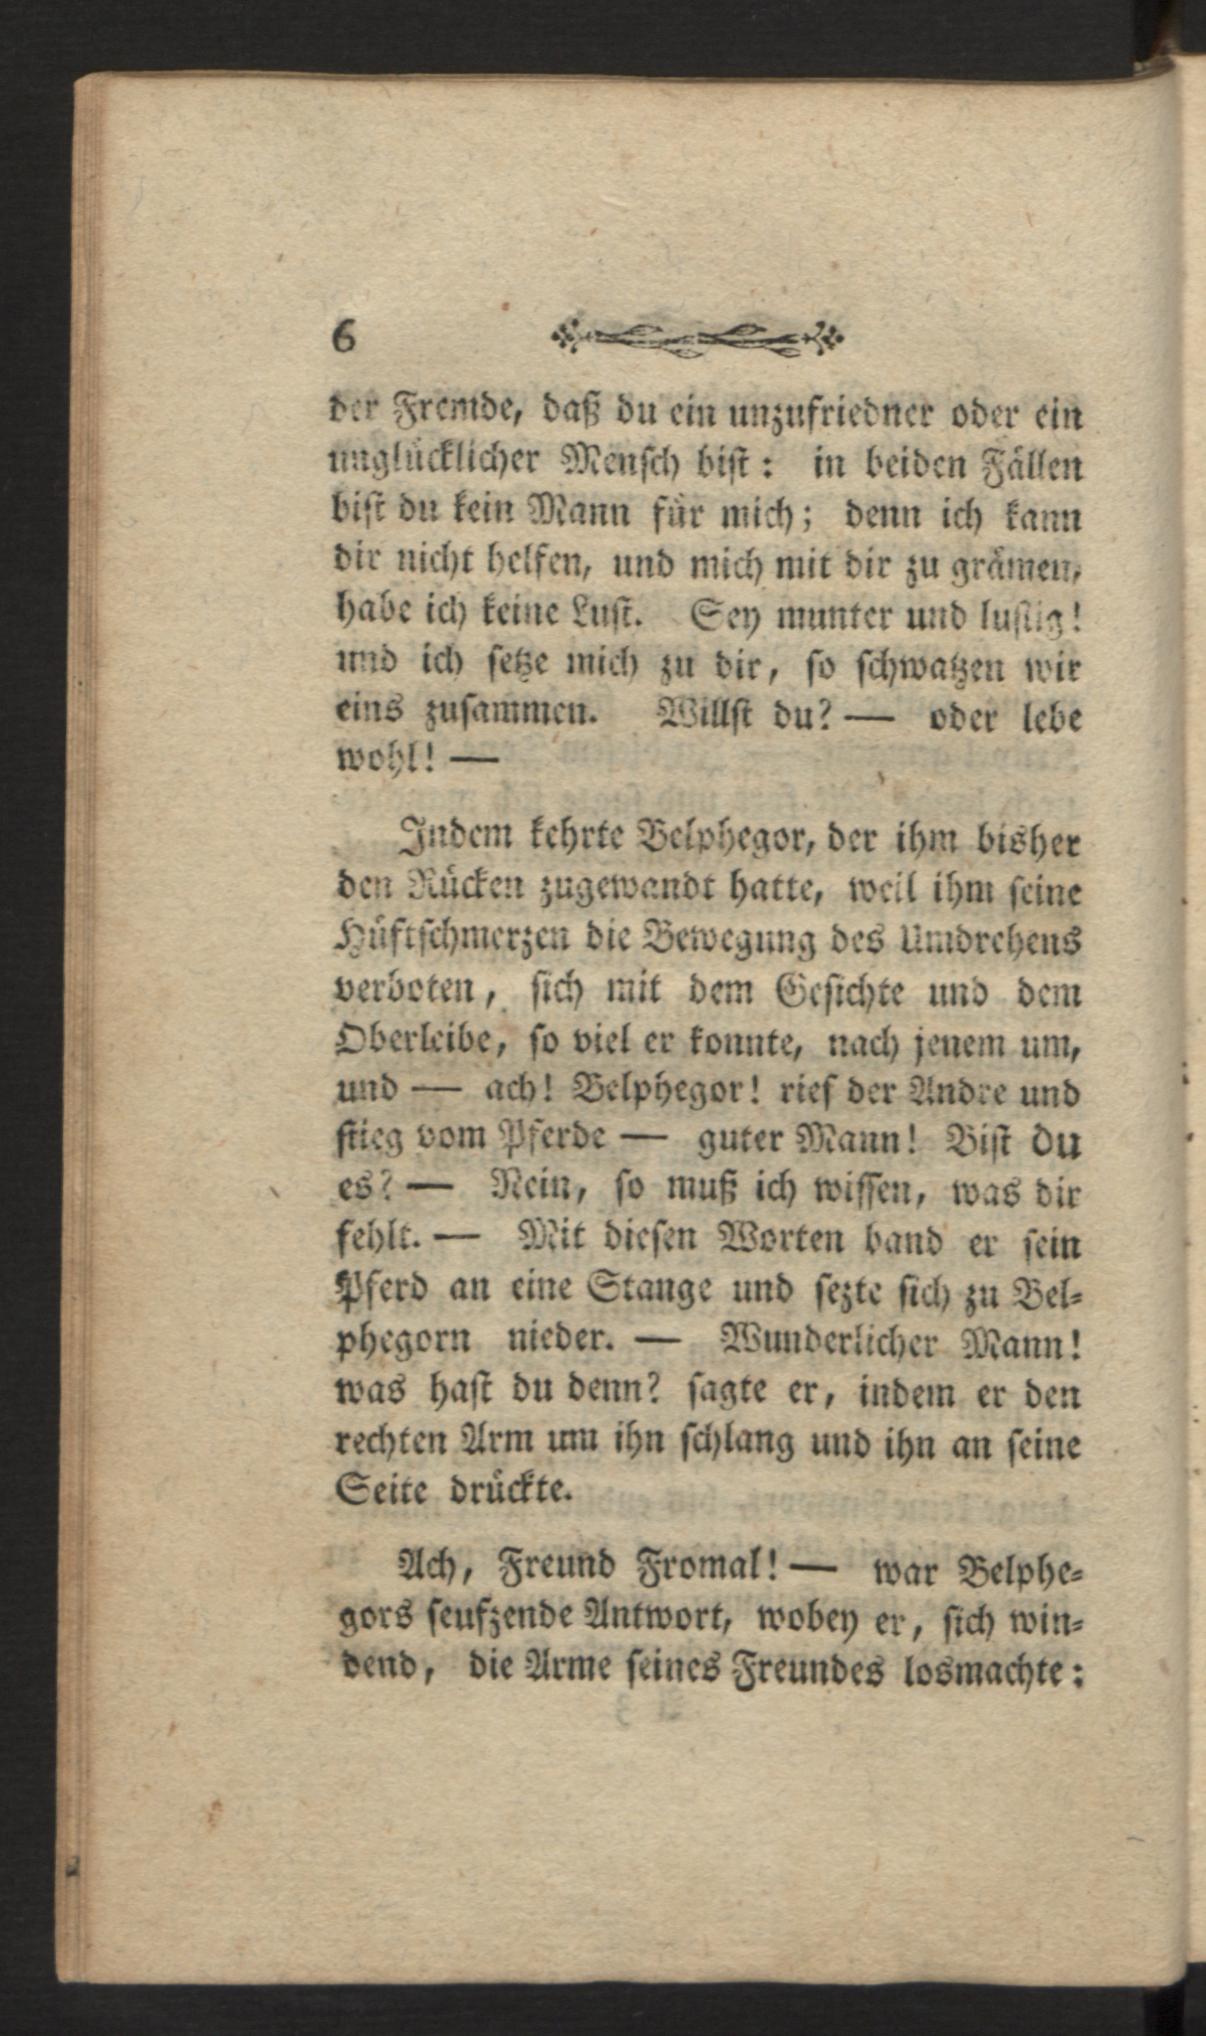 6
der Fremde, daß du ein unzufriedner oder ein
unglücklicher Mensch bist: in beiden Fällen
bist du kein Mann für mich; denn ich kann
dir nicht helfen, und mich mit dir zu grämen,
habe ich keine Lust. Sey munter und lustig!
und ich setze mich zu dir, so schwatzen wir
eins zusammen. Willst du? — oder lebe
wohl! —
Indem kehrte Belphegor, der ihm bisher
den Rücken zugewandt hatte, weil ihm seine
Hüftschmerzen die Bewegung des Umdrehens
verboten, sich mit dem Gesichte und dem
Oberleibe, so viel er konnte, nach jenem um,
und — ach! Belphegor! rief der Andre und
stieg vom Pferde — guter Mann! Bist du
es? — Nein, so muß ich wissen, was dir
fehlt. — Mit diesen Worten band er sein
Pferd an eine Stange und sezte sich zu Bel-
phegorn nieder. — Wunderlicher Mann!
was hast du denn? sagte er, indem er den
rechten Arm um ihn schlang und ihn an seine
Seite drückte.
Ach, Freund Fromal! — war Belphe-
gors seufzende Antwort, wobey er, sich win-
dend, die Arme seines Freundes losmachte: